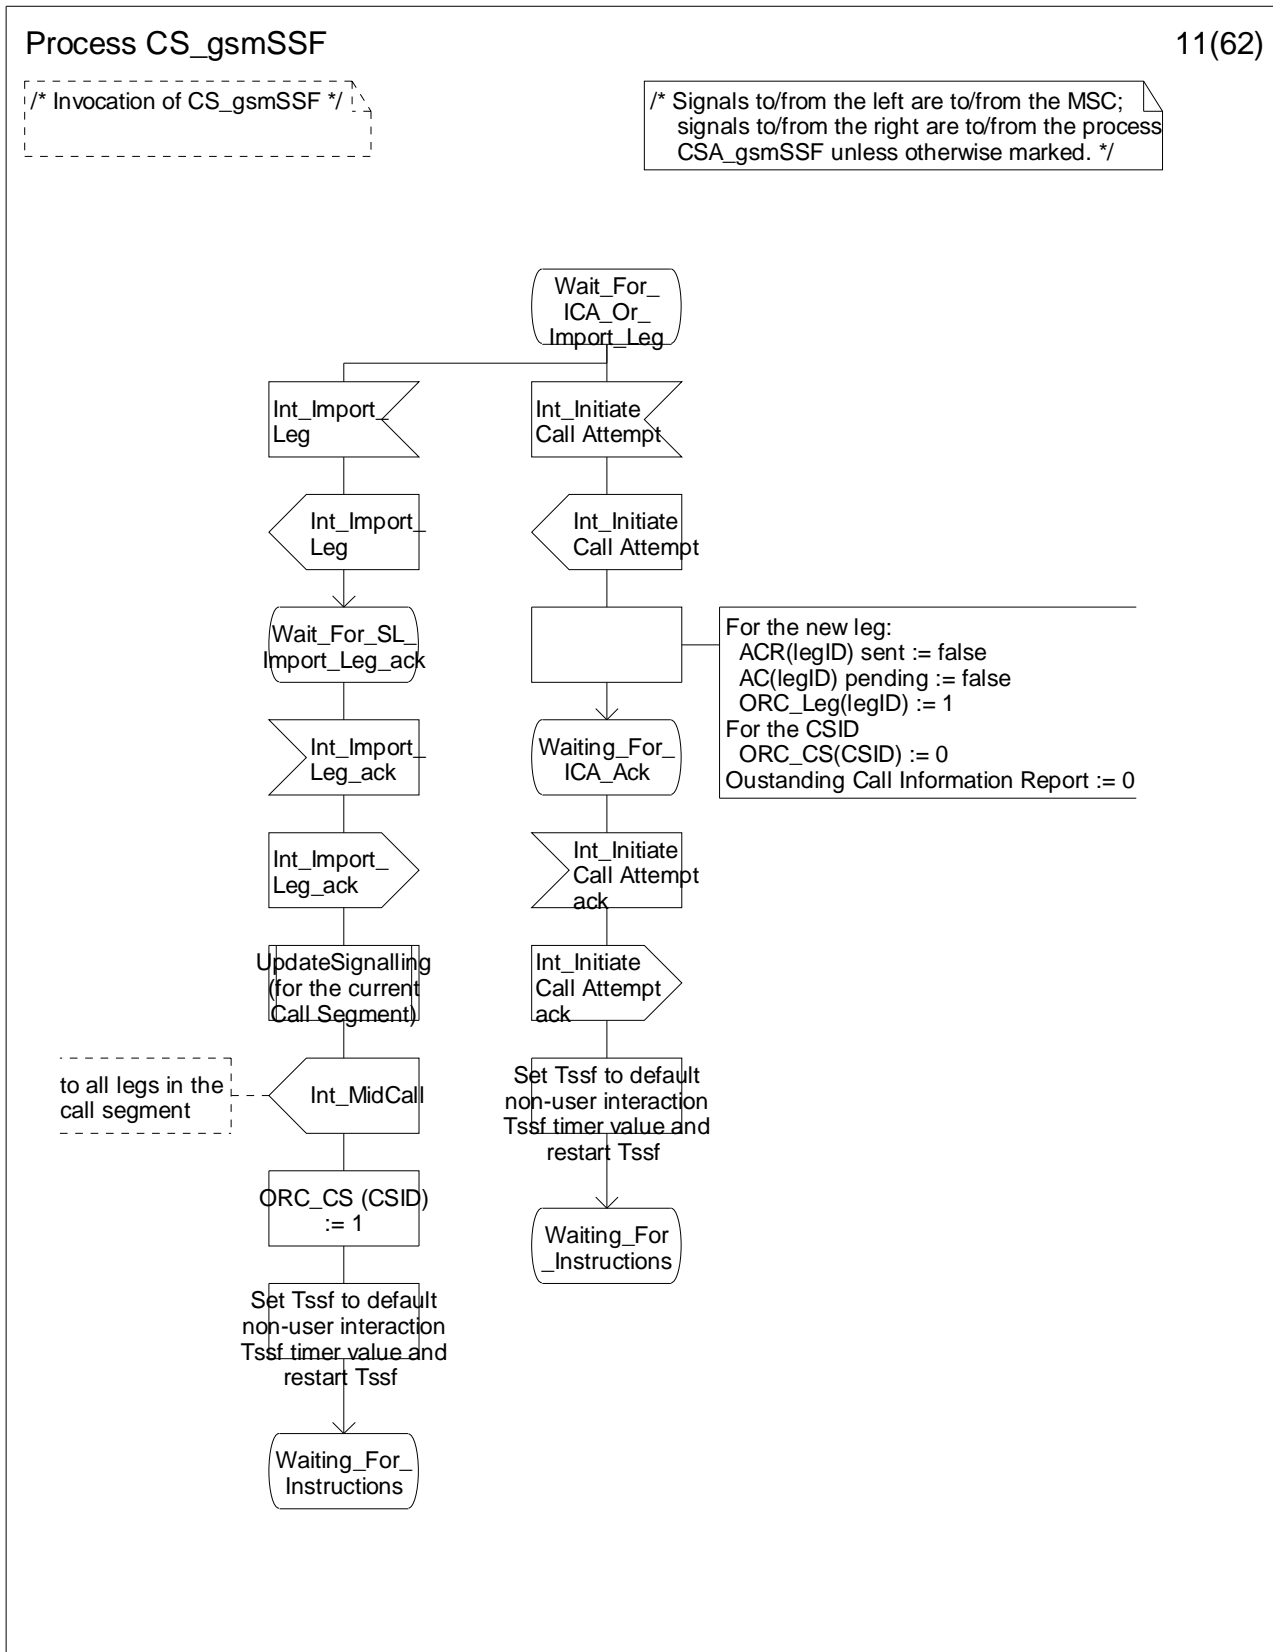 Process CS_gsmSSF
11(62)
/* Invocation of CS_gsmSSF */
/* Signals to/from the left are to/from the MSC;
signals to/from the right are to/from the process
CSA_gsmSSF unless otherwise marked. */
Wait_For_
ICA_Or_
Import_Leg
Int_Import_
Leg
Int_Import_
Leg
Wait_For_SL_
Import_Leg_ack
Int_Import_
Leg_ack
Int_Import_
Leg_ack
UpdateSignalling
(for the current
Call Segment)
to all legs in the
call segment
Int_MidCall
ORC_CS (CSID)
:= 1
Set Tssf to default
non-user interaction
Tssf timer value and
restart Tssf
Waiting_For_
Instructions
Int_Initiate
Call Attempt
Int_Initiate
Call Attempt
For the new leg:
ACR(legID) sent := false
AC(legID) pending := false
ORC_Leg(legID) := 1
For the CSID
ORC_CS(CSID) := 0
Oustanding Call Information Report := 0
Waiting_For_
ICA_Ack
Int_Initiate
Call Attempt
ack
Int_Initiate
Call Attempt
ack
Set Tssf to default
non-user interaction
Tssf timer value and
restart Tssf
Waiting_For
_Instructions